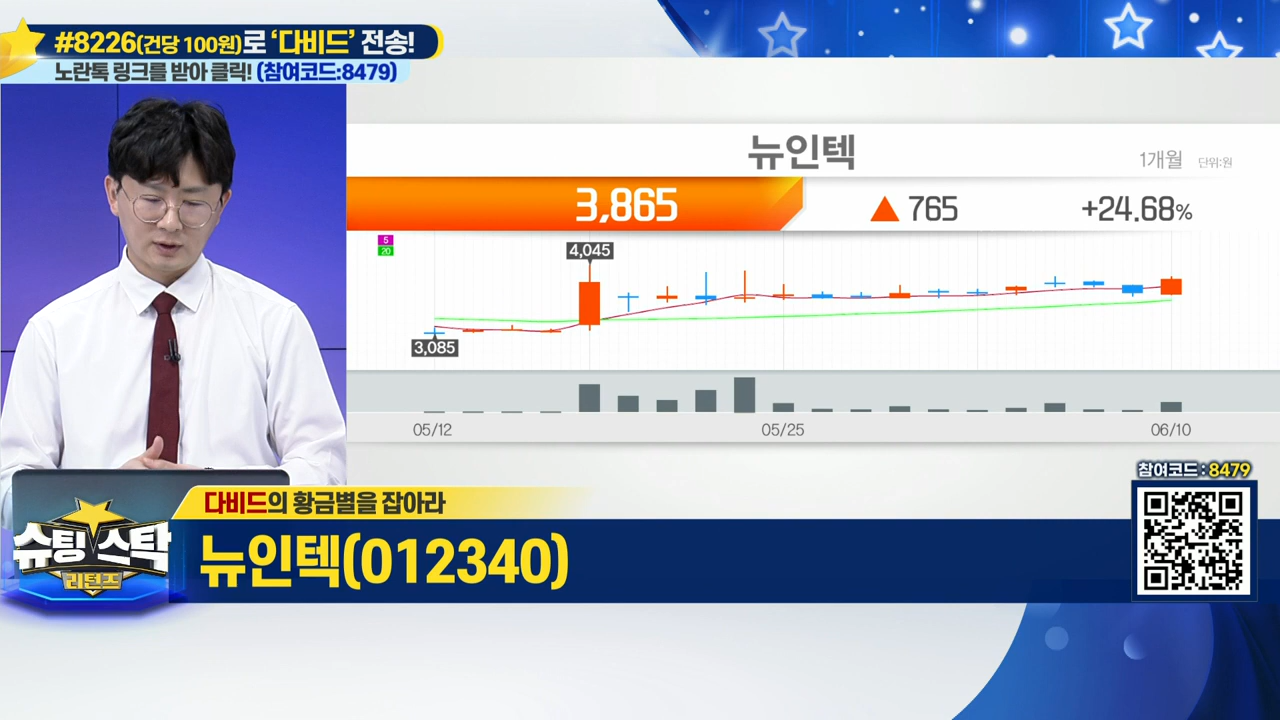 #8226(건당 100원)로 '다비드' 전송!
노란톡 링크를 받아 클릭! (참여코드:8479)
뉴인텍
1개월 단위:원
3,865 ▲ 765 +24.68%
5
20
4,045
3,085
05/12 05/25 06/10
참여코드 : 8479
다비드의 황금별을 잡아라
슈팅 스탁
리턴즈
뉴인텍(012340)